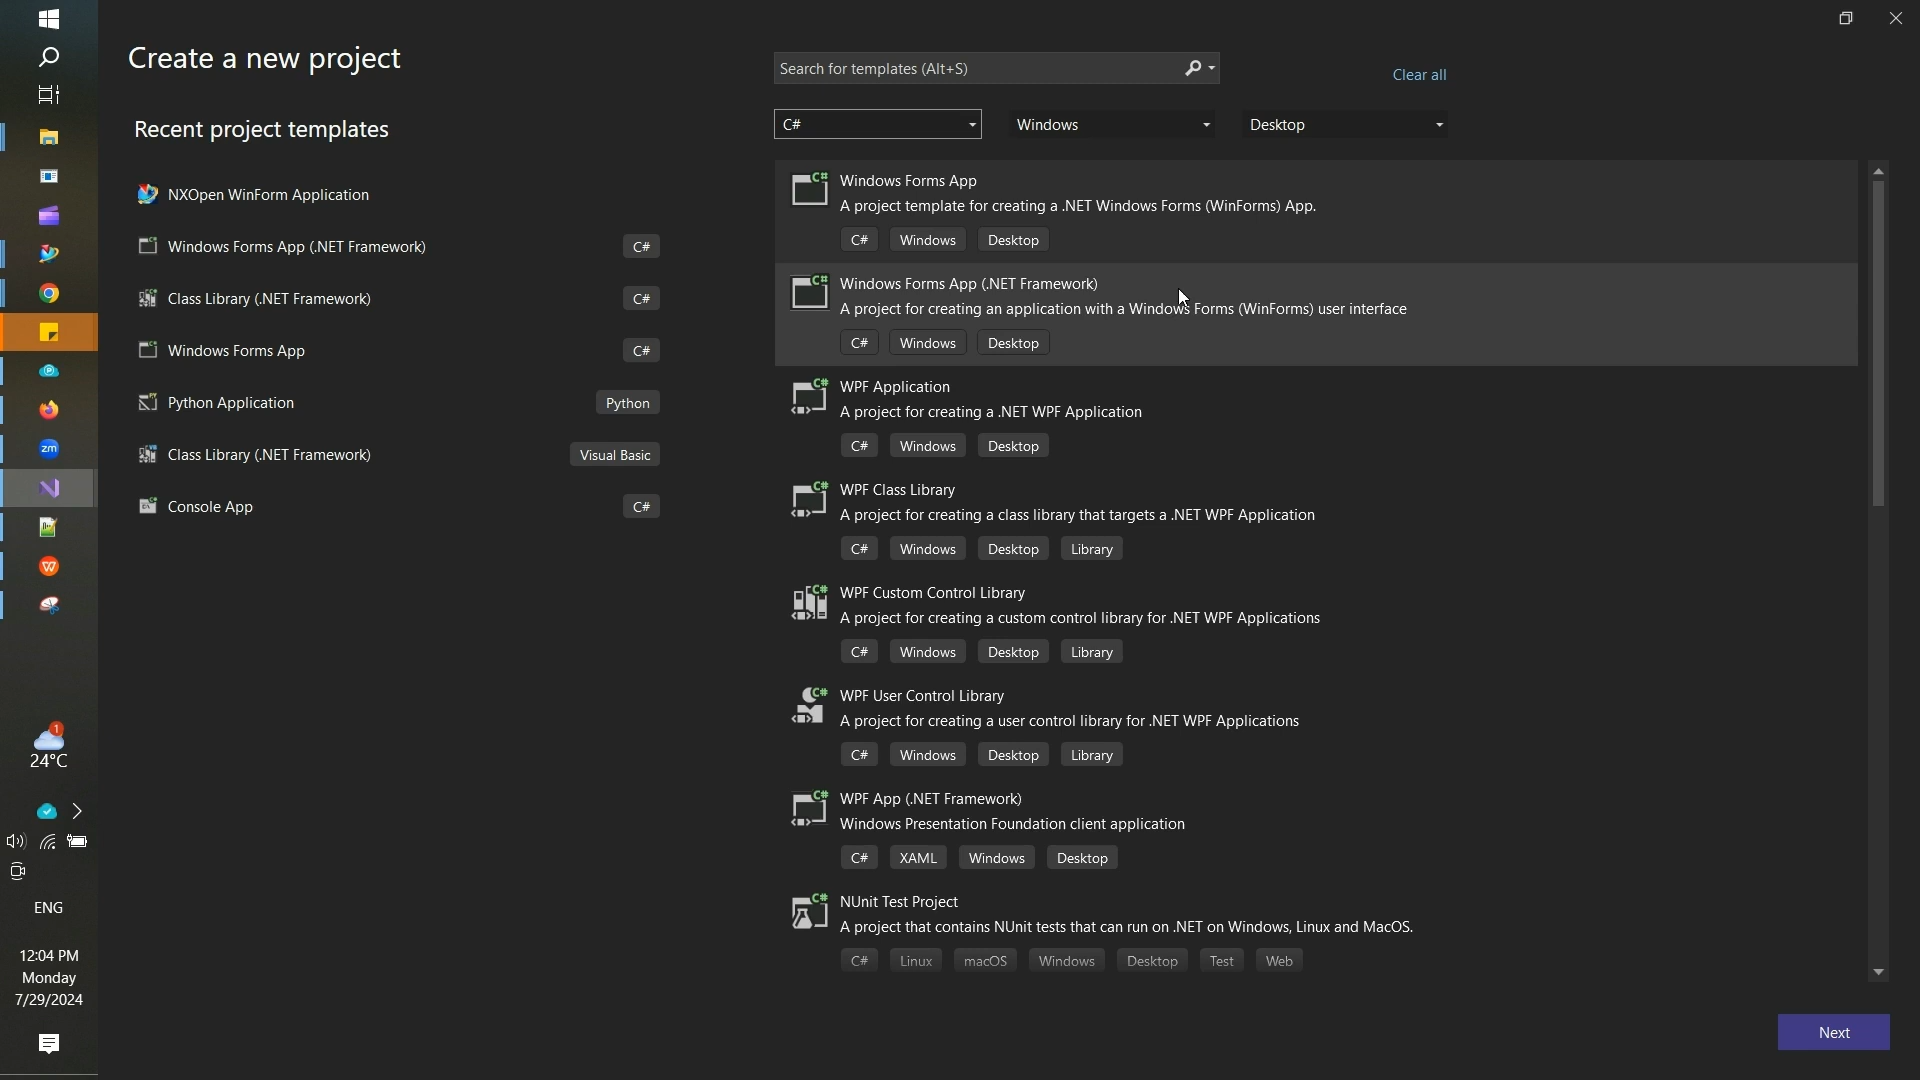 Create a new project
Recent project templates
NXOpen WinForm Application
Windows Forms App (.NET Framework) C#
Class Library (.NET Framework) C#
Windows Forms App C#
Python Application Python
Class Library (.NET Framework) Visual Basic
Console App C#
Search for templates (Alt+S)
Clear all
C# Windows Desktop
Windows Forms App
A project template for creating a .NET Windows Forms (WinForms) App.
C# Windows Desktop
Windows Forms App (.NET Framework)
A project for creating an application with a Windows Forms (WinForms) user interface
C# Windows Desktop
WPF Application
A project for creating a .NET WPF Application
C# Windows Desktop
WPF Class Library
A project for creating a class library that targets a .NET WPF Application
C# Windows Desktop Library
WPF Custom Control Library
A project for creating a custom control library for .NET WPF Applications
C# Windows Desktop Library
WPF User Control Library
A project for creating a user control library for .NET WPF Applications
C# Windows Desktop Library
WPF App (.NET Framework)
Windows Presentation Foundation client application
C# XAML Windows Desktop
NUnit Test Project
A project that contains NUnit tests that can run on .NET on Windows, Linux and MacOS.
C# Linux macOS Windows Desktop Test Web
Next
zm
1
24°C
ENG
12:04 PM
Monday
7/29/2024